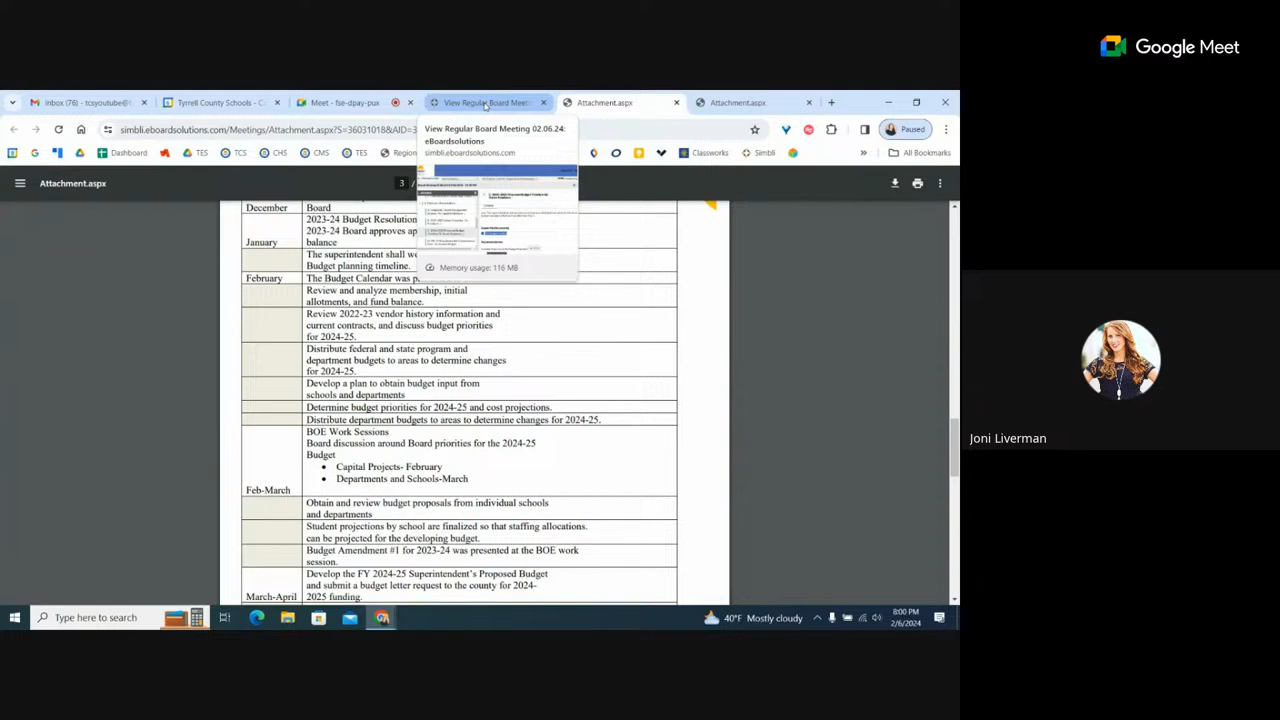 Google Meet
Inbox (76) - tcsyoutube@t
Tyrrell County Schools - C
Meet - fse-dpay-pux
View Regular Board Meeti
Attachment.aspx
Attachment.aspx
simbli.eboardsolutions.com/Meetings/Attachment.aspx?S=36031018&AID=3
Paused
Dashboard
TES
TCS
CHS
CMS
TES
Region
Classworks
Simbli
All Bookmarks
View Regular Board Meeting 02.06.24:
eBoardsolutions
simbli.eboardsolutions.com
Memory usage: 116 MB
Attachment.aspx
3 /
December
Board
2023-24 Budget Resolution
2023-24 Board approves ap
January
balance
The superintendent shall wo
Budget planning timeline.
February
The Budget Calendar was p
Review and analyze membership, initial
allotments, and fund balance.
Review 2022-23 vendor history information and
current contracts, and discuss budget priorities
for 2024-25.
Distribute federal and state program and
department budgets to areas to determine changes
for 2024-25.
Develop a plan to obtain budget input from
schools and departments
Determine budget priorities for 2024-25 and cost projections.
Distribute department budgets to areas to determine changes for 2024-25.
BOE Work Sessions
Board discussion around Board priorities for the 2024-25
Budget
• Capital Projects- February
• Departments and Schools-March
Feb-March
Obtain and review budget proposals from individual schools
and departments
Student projections by school are finalized so that staffing allocations.
can be projected for the developing budget.
Budget Amendment #1 for 2023-24 was presented at the BOE work
session.
Develop the FY 2024-25 Superintendent's Proposed Budget
and submit a budget letter request to the county for 2024-
March-April
2025 funding.
Joni Liverman
Type here to search
40°F Mostly cloudy
8:00 PM
2/6/2024